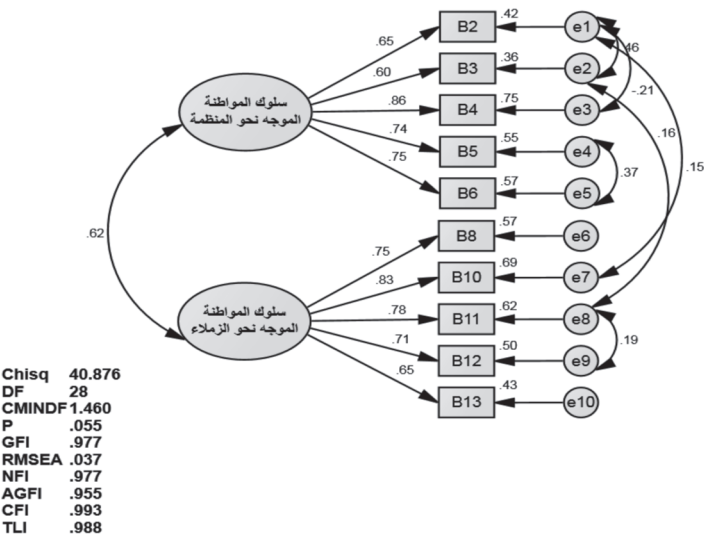 .42
B2
e1
.65
.46
.36
.60
B3
e2
سلوك المواطنة
الموجه نحو المنظمة
.86
.75
B4
e3
-.21
.74
.55
B5
e4
.16
.15
.75
.37
.57
B6
e5
.62
.57
B8
e6
.75
.69
.83
B10
e7
سلوك المواطنة
الموجه نحو الزملاء
.78
.62
B11
e8
.71
.50
B12
e9
.19
.65
.43
B13
e10
Chisq 40.876
DF 28
CMINDF 1.460
P .055
GFI .977
RMSEA .037
NFI .977
AGFI .955
CFI .993
TLI .988